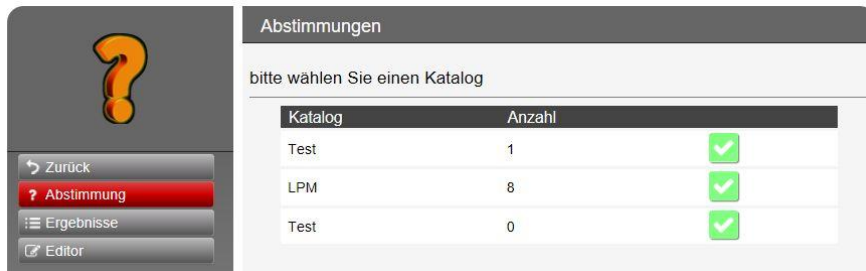 Zurück
? Abstimmung
Ergebnisse
Editor
Abstimmungen
bitte wählen Sie einen Katalog
Katalog Anzahl
Test 1
LPM 8
Test 0